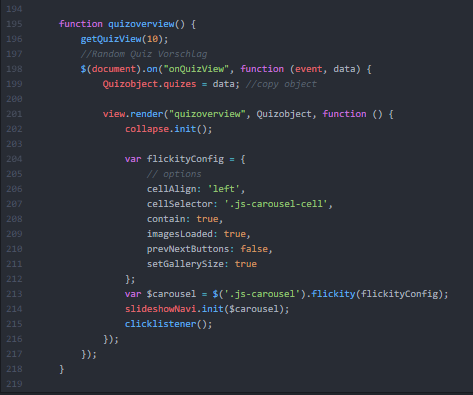 194
195 function quizoverview() {
196 getQuizView(10);
197 //Random Quiz Vorschlag
198 $(document).on("onQuizView", function (event, data) {
199 Quizobject.quizes = data; //copy object
200
201 view.render("quizoverview", Quizobject, function () {
202 collapse.init();
203
204 var flickityConfig = {
205 // options
206 cellAlign: 'left',
207 cellSelector: '.js-carousel-cell',
208 contain: true,
209 imagesLoaded: true,
210 prevNextButtons: false,
211 setGallerySize: true
212 };
213 var $carousel = $('.js-carousel').flickity(flickityConfig);
214 slideshowNavi.init($carousel);
215 clicklistener();
216 });
217 });
218 }
219